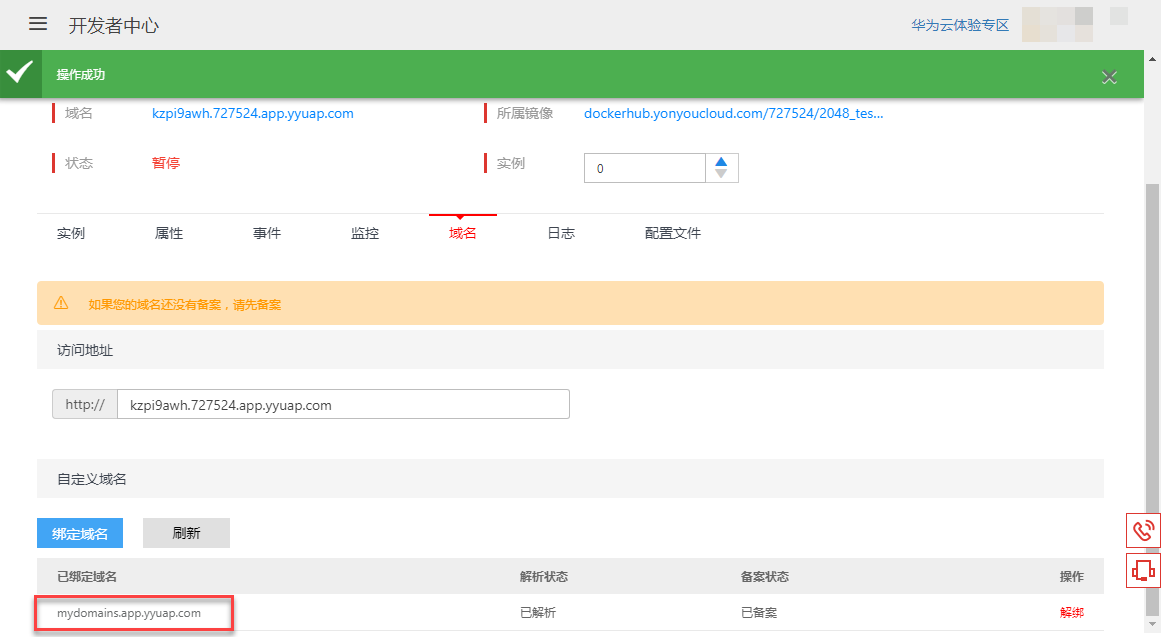 开发者中心 华为云体验专区
操作成功
域名 kzpi9awh.727524.app.yyuap.com 所属镜像 dockerhub.yonyoucloud.com/727524/2048_tes...
状态 暂停 实例 0
实例 属性 事件 监控 域名 日志 配置文件
如果您的域名还没有备案，请先备案
访问地址
http:// kzpi9awh.727524.app.yyuap.com
自定义域名
绑定域名 刷新
已绑定域名 解析状态 备案状态 操作
mydomains.app.yyuap.com 已解析 已备案 解绑